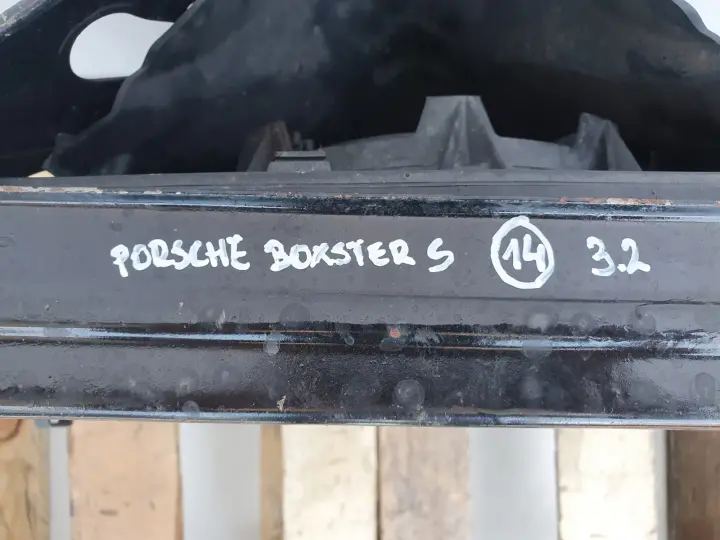 PORSCHE BOXSTER S 14 3.2